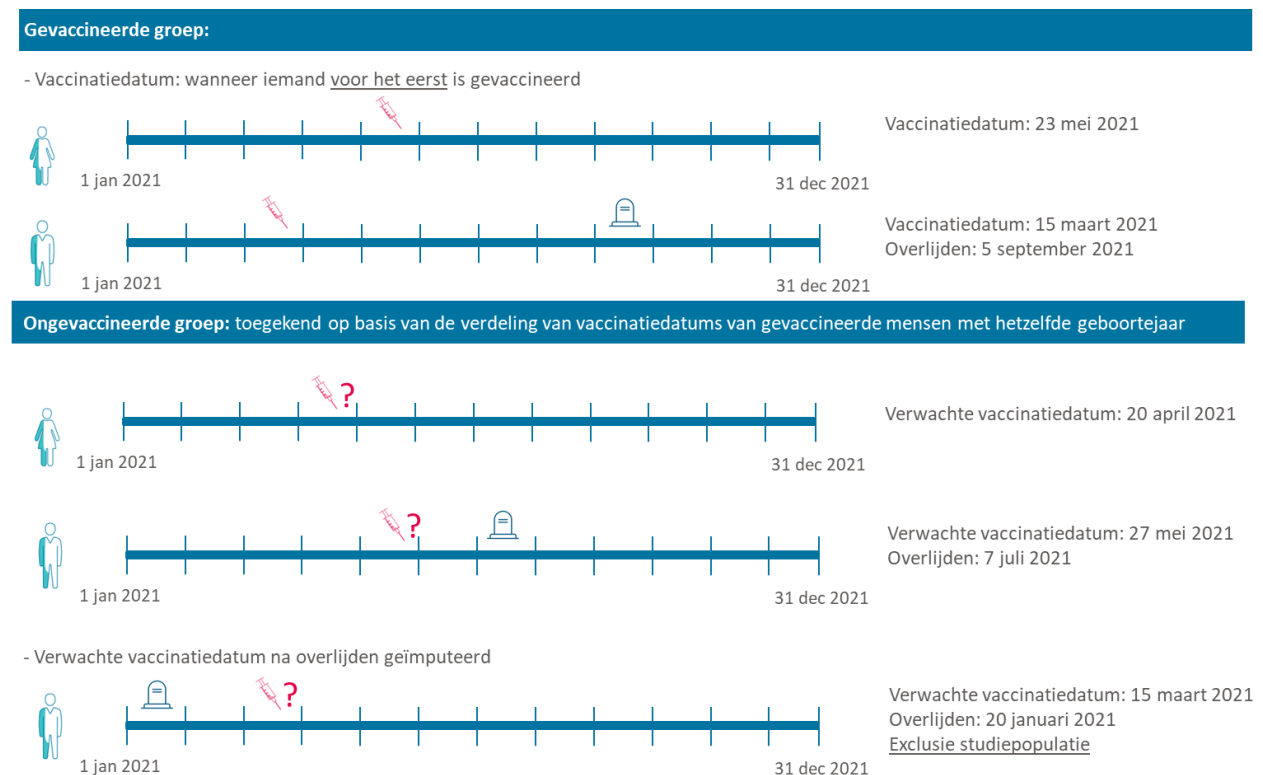 Gevaccineerde groep:
- Vaccinatiedatum: wanneer iemand voor het eerst is gevaccineerd
Vaccinatiedatum: 23 mei 2021
1 jan 2021
31 dec 2021
Vaccinatiedatum: 15 maart 2021
Overlijden: 5 september 2021
1 jan 2021
31 dec 2021
Ongevaccineerde groep: toegekend op basis van de verdeling van vaccinatiedatums van gevaccineerde mensen met hetzelfde geboortejaar
?
Verwachte vaccinatiedatum: 20 april 2021
1 jan 2021
31 dec 2021
?
Verwachte vaccinatiedatum: 27 mei 2021
Overlijden: 7 juli 2021
1 jan 2021
31 dec 2021
- Verwachte vaccinatiedatum na overlijden geïmputeerd
?
Verwachte vaccinatiedatum: 15 maart 2021
Overlijden: 20 januari 2021
Exclusie studiepopulatie
1 jan 2021
31 dec 2021